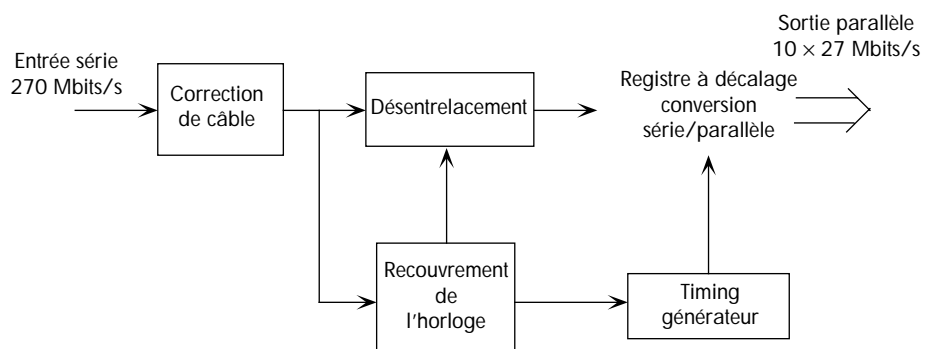 Sortie parallèle
10 × 27 Mbits/s
Entrée série
270 Mbits/s
Correction
de câble
Désentrelacement
Registre à décalage
conversion
série/parallèle
Recouvrement
de
l'horloge
Timing
générateur